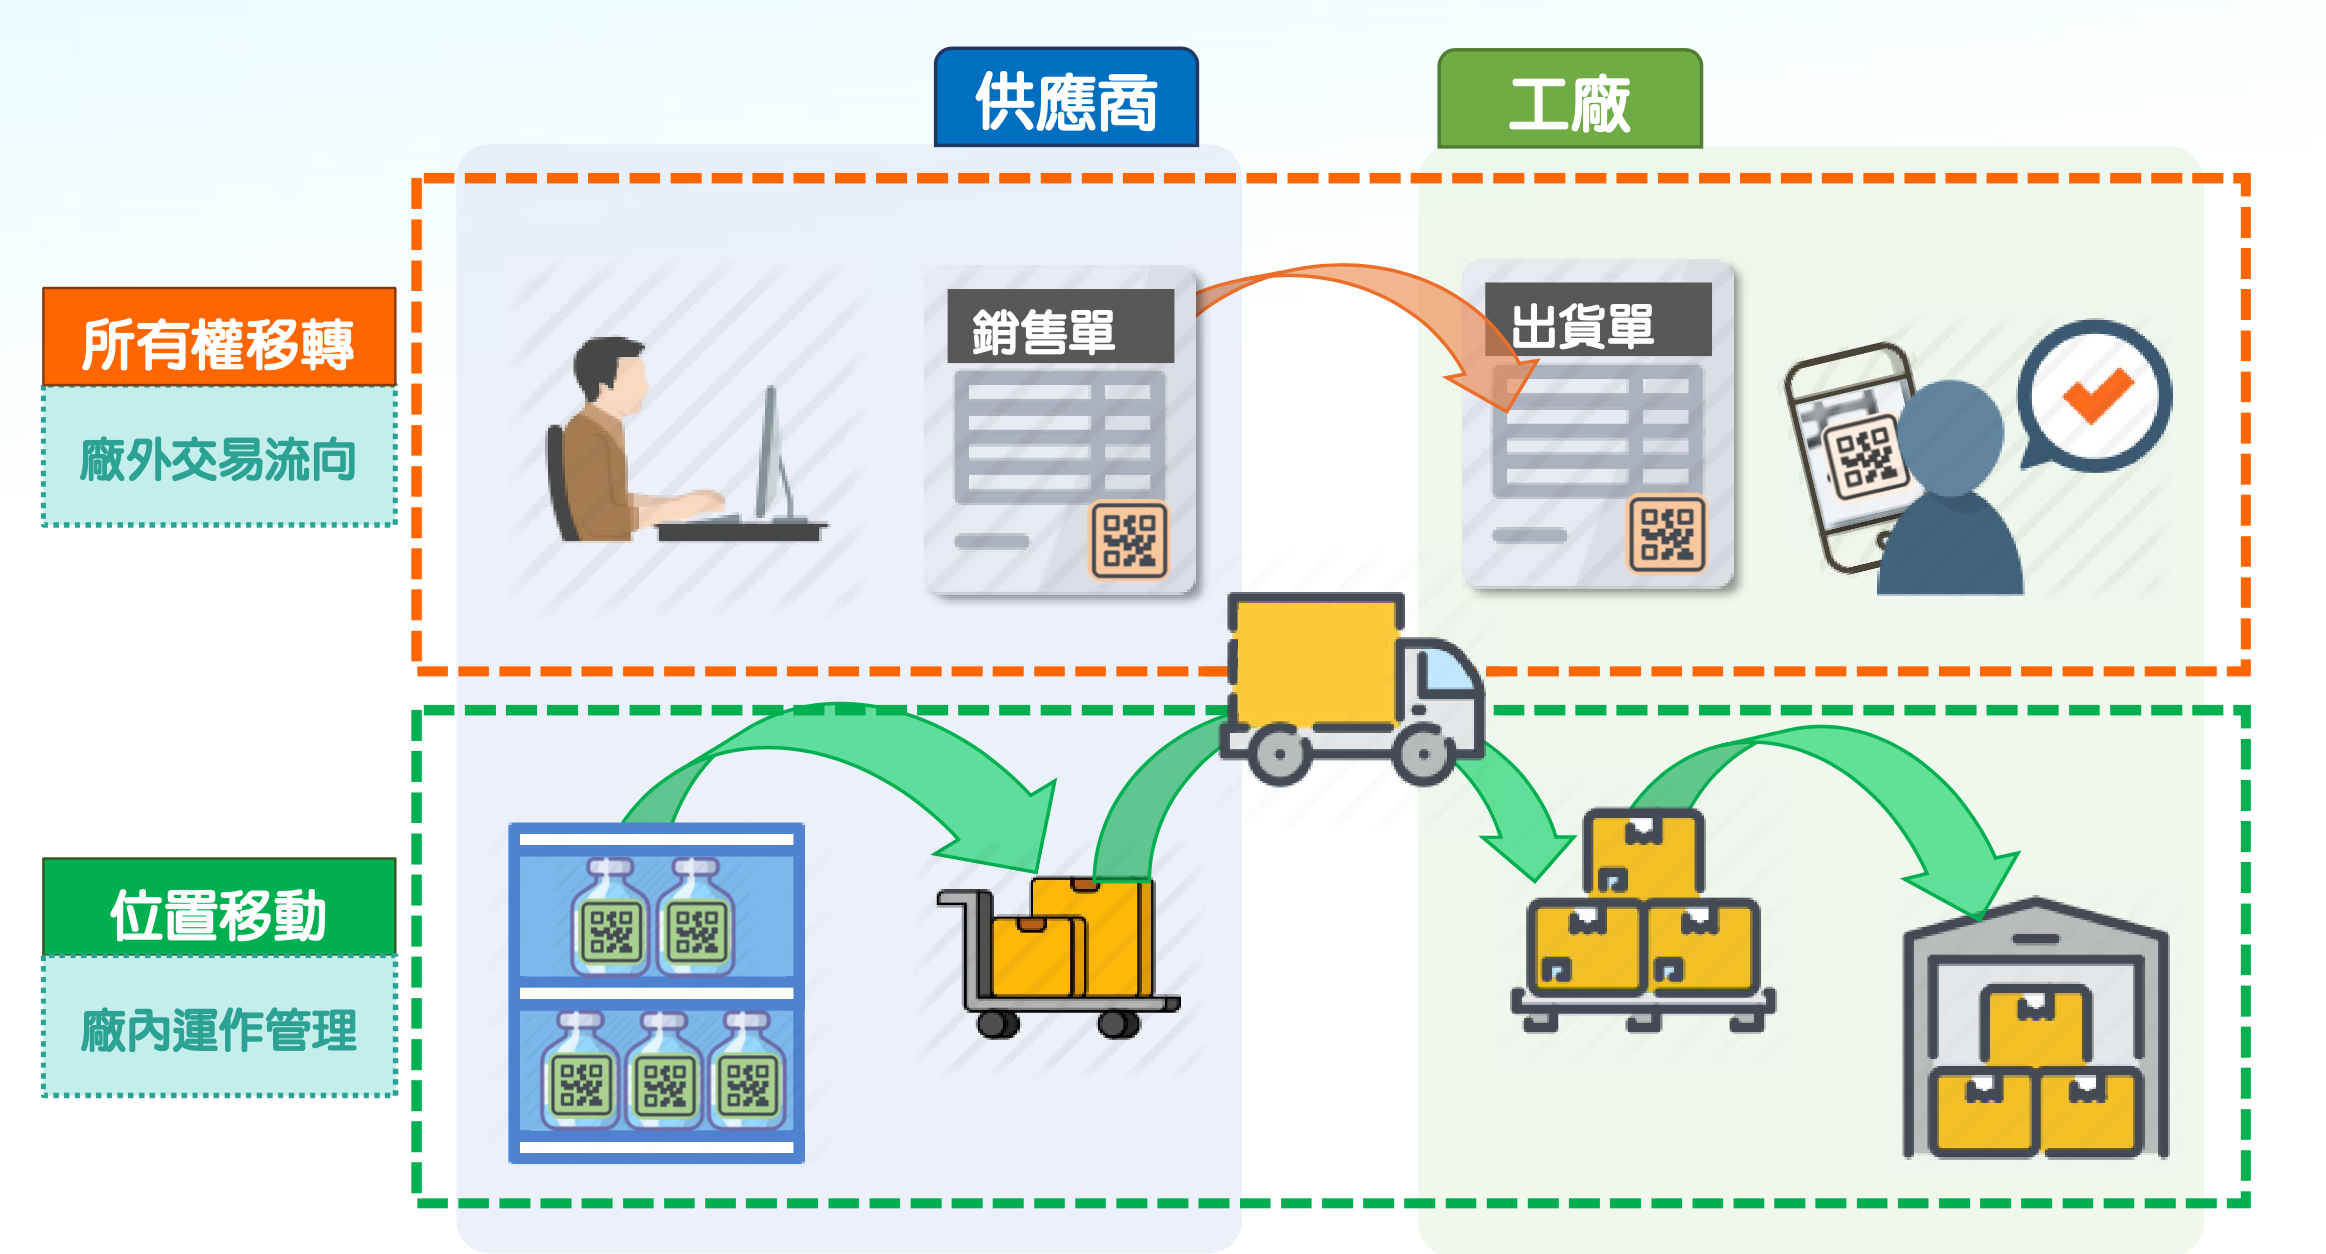 供應商
工廠
所有權移轉
廠外交易流向
銷售單
出貨單
位置移動
廠內運作管理